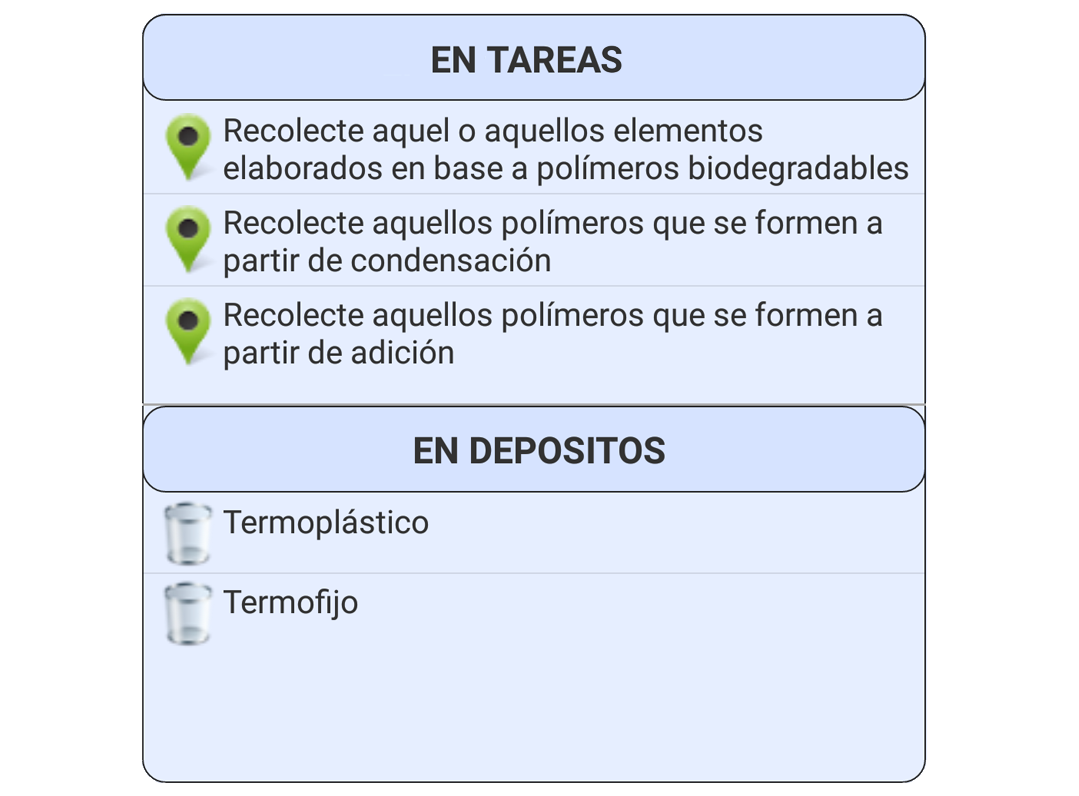 EN TAREAS
Recolecte aquel o aquellos elementos
elaborados en base a polímeros biodegradables
Recolecte aquellos polímeros que se formen a
partir de condensación
Recolecte aquellos polímeros que se formen a
partir de adición
EN DEPOSITOS
Termoplástico
Termofijo